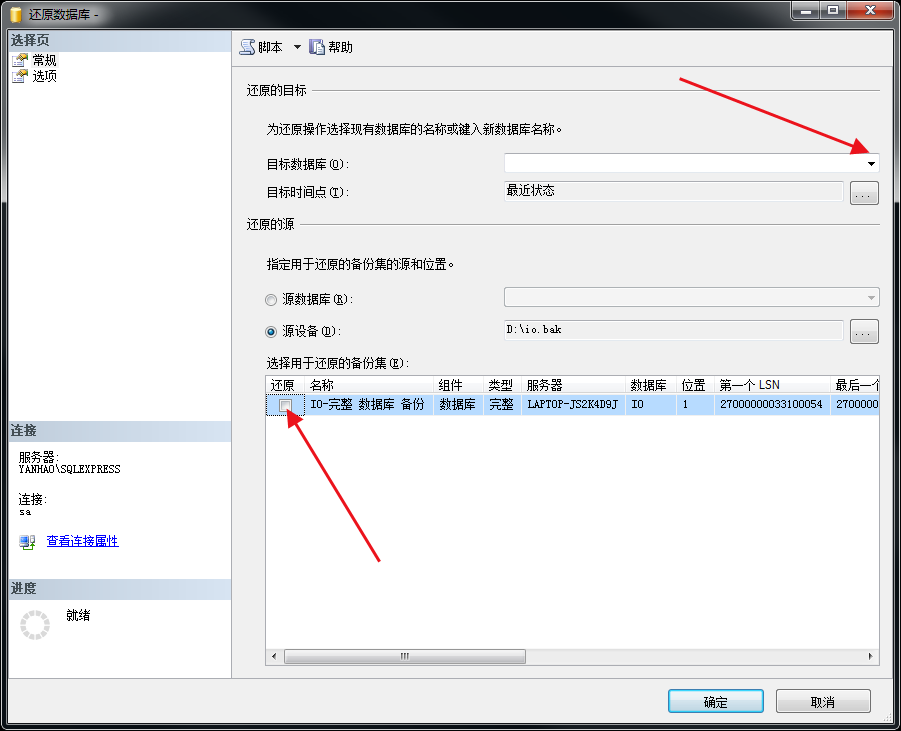 还原数据库 -
选择页
常规
选项
脚本 帮助
还原的目标
为还原操作选择现有数据库的名称或键入新数据库名称。
目标数据库(O):
目标时间点(T): 最近状态 ...
还原的源
指定用于还原的备份集的源和位置。
源数据库(R):
源设备(D): D:\io.bak ...
选择用于还原的备份集(E):
还原 名称 组件 类型 服务器 数据库 位置 第一个 LSN 最后一个
IO-完整 数据库 备份 数据库 完整 LAPTOP-JS2K4D9J IO 1 27000000033100054 2700000
连接
服务器:
YANHAO\SQLEXPRESS
连接:
sa
查看连接属性
进度
就绪
确定 取消